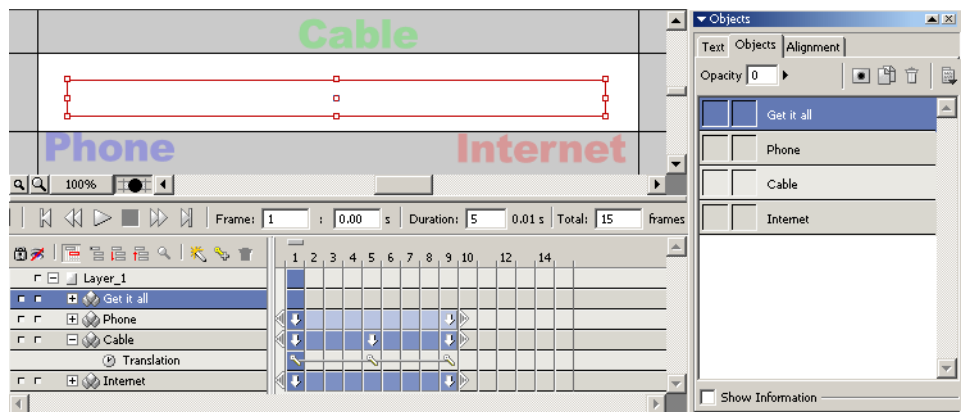 Cable
Phone Internet
100%
Frame: 1 : 0.00 s Duration: 5 0.01 s Total: 15 frames
1 2 3 4 5 6 7 8 9 10 12 14
Layer_1
Get it all
Phone
Cable
Translation
Internet
Objects
Text Objects Alignment
Opacity 0
Get it all
Phone
Cable
Internet
Show Information